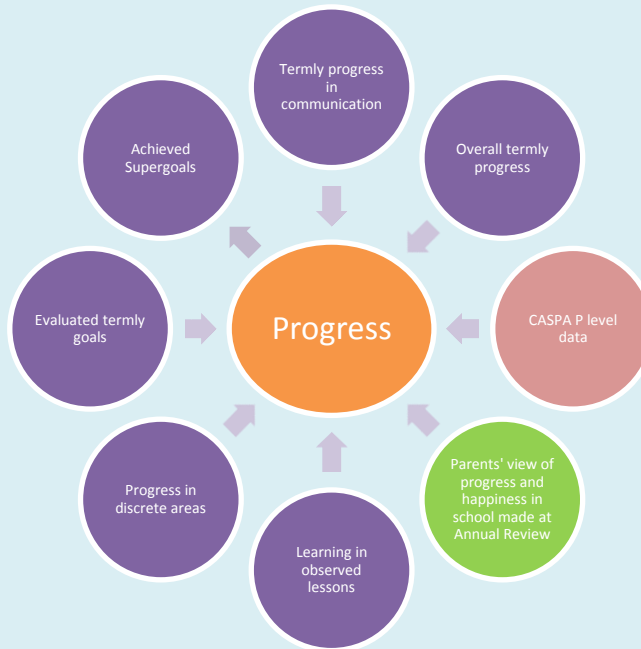 Termly progress
in
communication
Overall termly
progress
CASPA P level
data
Parents' view of
progress and
happiness in
school made at
Annual Review
Learning in
observed
lessons
Progress in
discrete areas
Evaluated termly
goals
Achieved
Supergoals
Progress